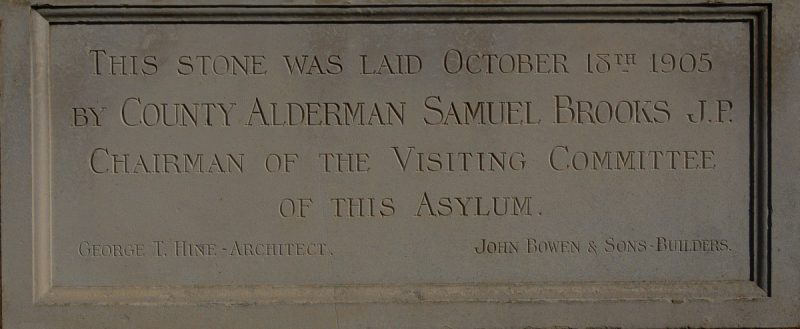 This stone was laid October 18th 1905
by County Alderman Samuel Brooks J.P.
Chairman of the Visiting Committee
of this Asylum.
George T. Hine - Architect. John Bowen & Sons - Builders.